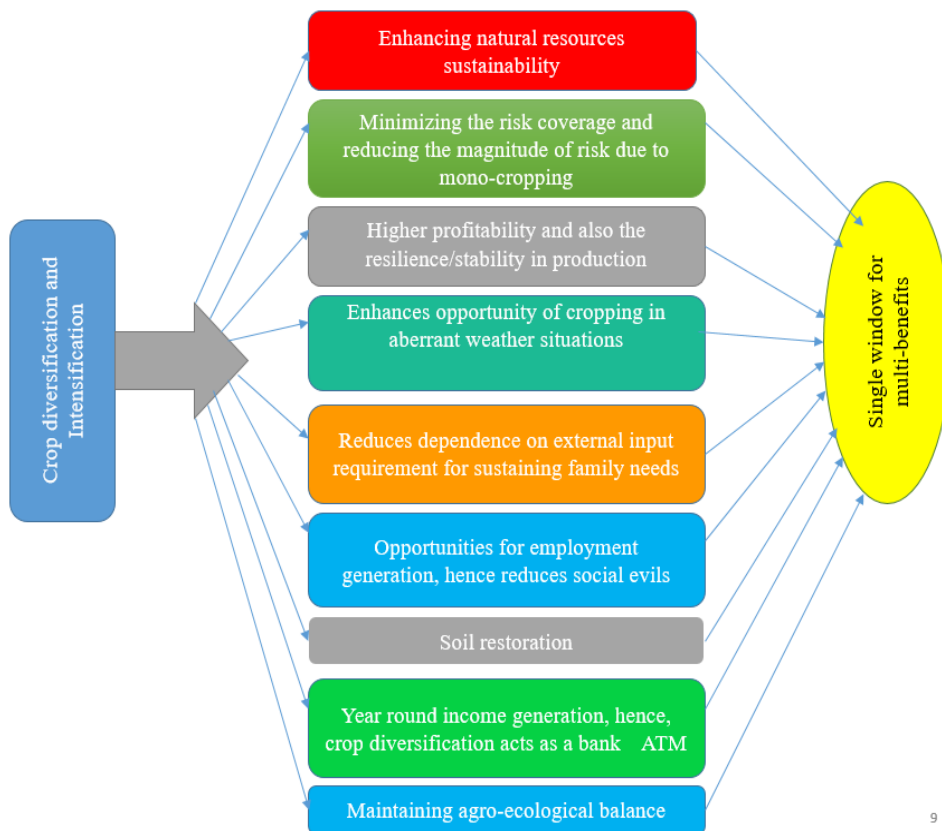 Crop diversification and
Intensification
Enhancing natural resources
sustainability
Minimizing the risk coverage and
reducing the magnitude of risk due to
mono-cropping
Higher profitability and also the
resilience/stability in production
Enhances opportunity of cropping in
aberrant weather situations
Reduces dependence on external input
requirement for sustaining family needs
Opportunities for employment
generation, hence reduces social evils
Soil restoration
Year round income generation, hence,
crop diversification acts as a bank ATM
Maintaining agro-ecological balance
Single window for
multi-benefits
9